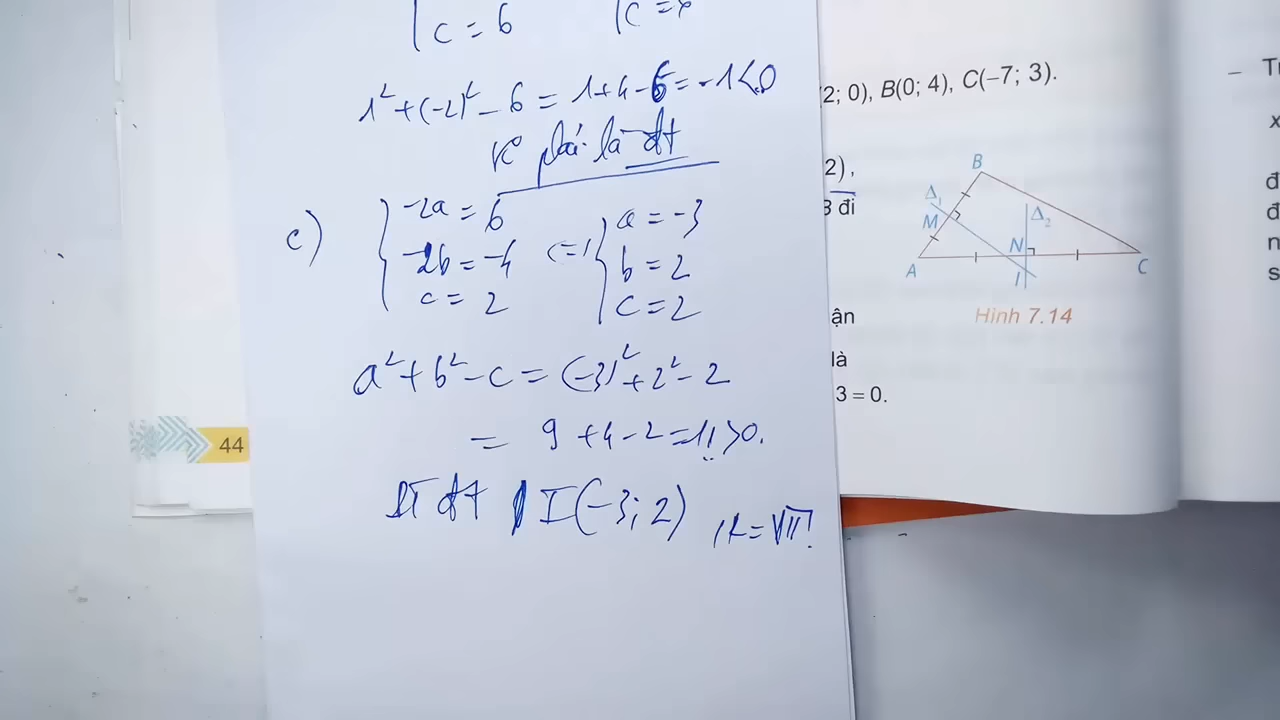 c = 6
1² + (-2)² - 6 = 1+4-6 = -1 < 0
là đt
c)
-2a = 6
-2b = -4
c = 2
a = -3
b = 2
c = 2
a² + b² - c = (-3)² + 2² - 2
= 9 + 4 - 2 = 11 > 0.
đt I(-3; 2)
44
2; 0), B(0; 4), C(−7; 3).
2),
3 đi
B
Δ₁
M
Δ₂
N
A
I
C
ận
Hình 7.14
là
3 = 0.
x
đ
đ
n
s